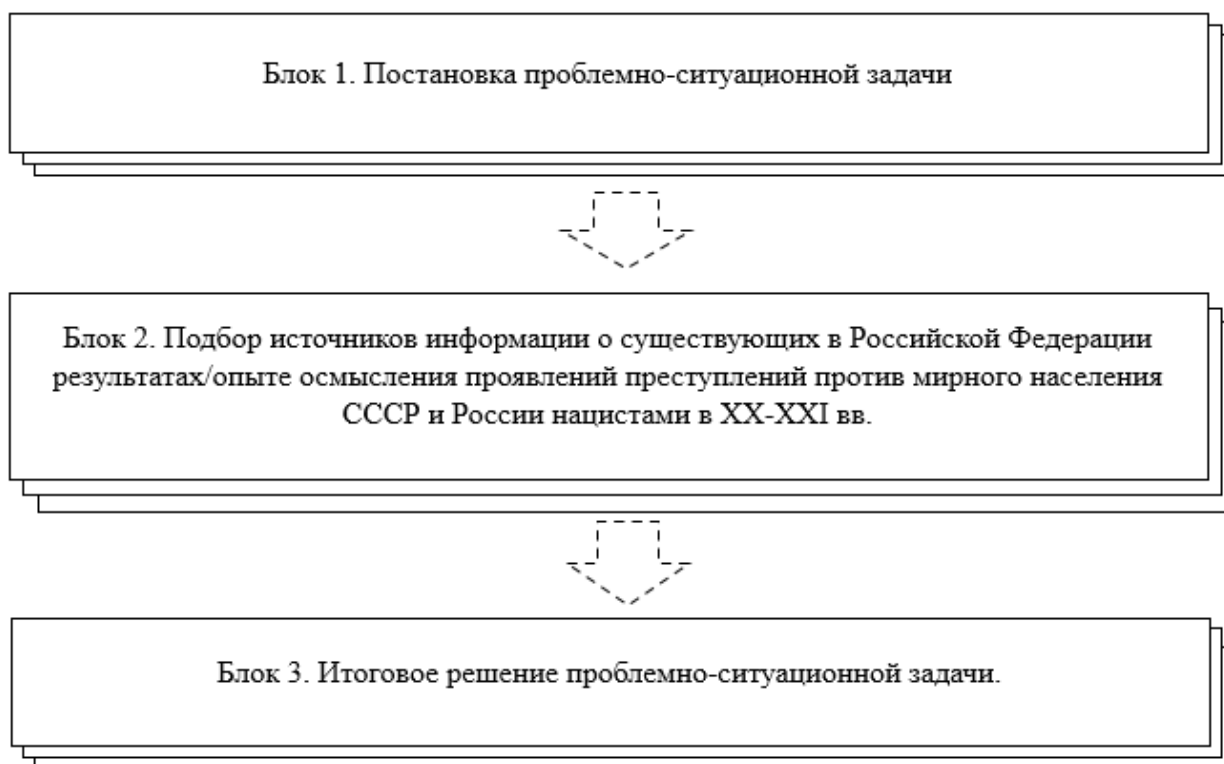 Блок 1. Постановка проблемно-ситуационной задачи
Блок 2. Подбор источников информации о существующих в Российской Федерации
результатах/опыте осмысления проявлений преступлений против мирного населения
СССР и России нацистами в XX-XXI вв.
Блок 3. Итоговое решение проблемно-ситуационной задачи.